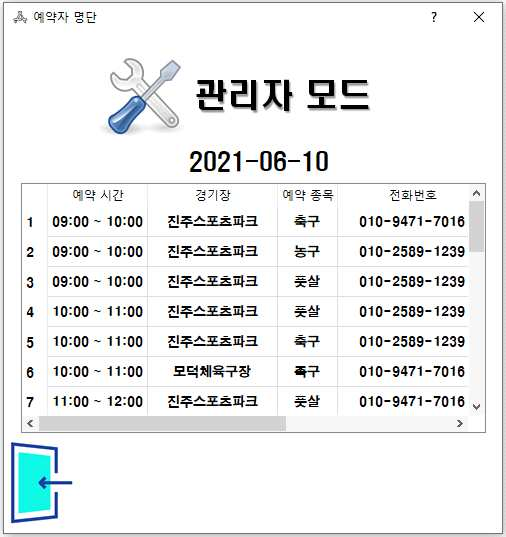 예약자 명단 ?
관리자 모드
2021-06-10
예약 시간 경기장 예약 종목 전화번호
1 09:00 ~ 10:00 진주스포츠파크 축구 010-9471-7016
2 09:00 ~ 10:00 진주스포츠파크 농구 010-2589-1239
3 09:00 ~ 10:00 진주스포츠파크 풋살 010-2589-1239
4 10:00 ~ 11:00 진주스포츠파크 풋살 010-2589-1239
5 10:00 ~ 11:00 진주스포츠파크 축구 010-2589-1239
6 10:00 ~ 11:00 모덕체육구장 족구 010-9471-7016
7 11:00 ~ 12:00 진주스포츠파크 풋살 010-9471-7016